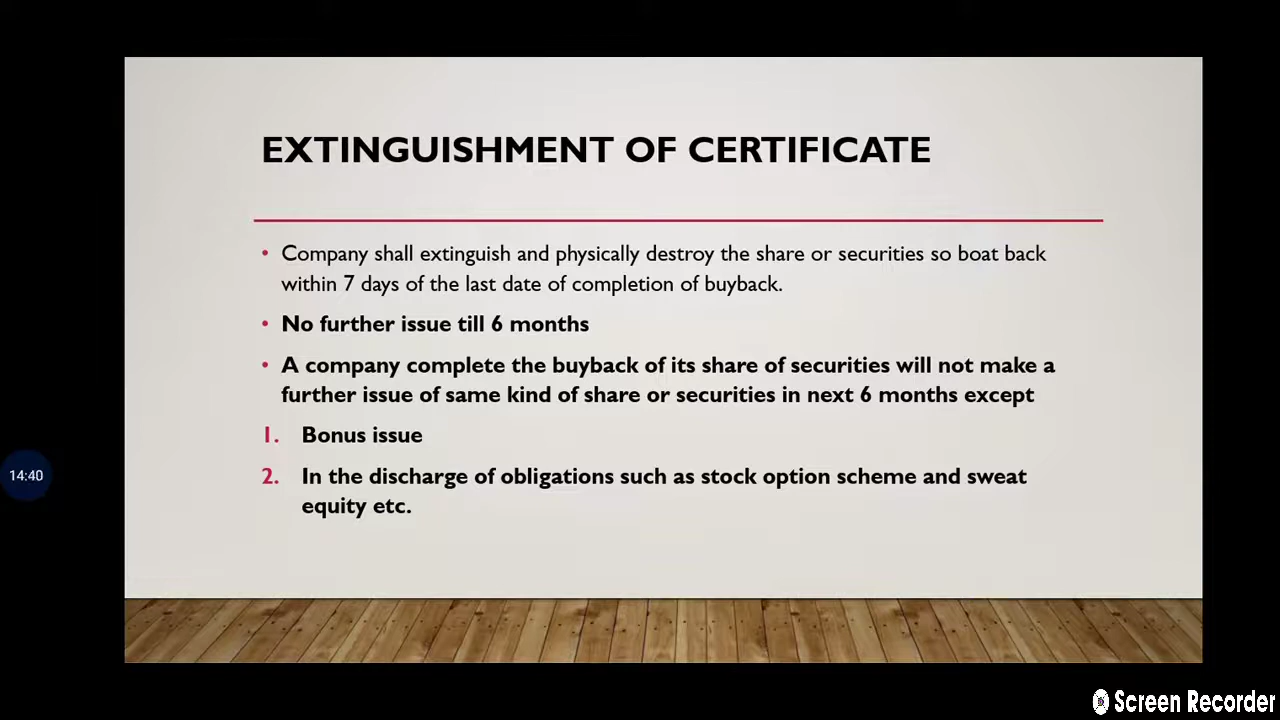 EXTINGUISHMENT OF CERTIFICATE
• Company shall extinguish and physically destroy the share or securities so boat back
within 7 days of the last date of completion of buyback.
• No further issue till 6 months
• A company complete the buyback of its share of securities will not make a
further issue of same kind of share or securities in next 6 months except
1. Bonus issue
2. In the discharge of obligations such as stock option scheme and sweat
equity etc.
14:40
Screen Recorder